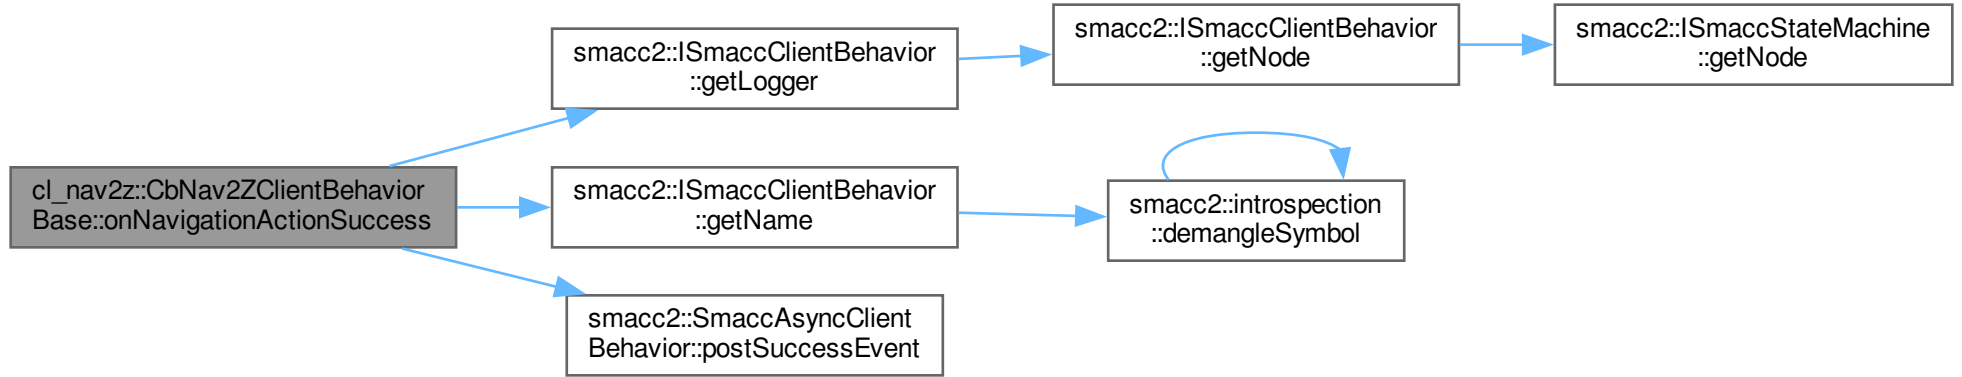 cl_nav2z::CbNav2ZClientBehavior
Base::onNavigationActionSuccess
smacc2::ISmaccClientBehavior
::getLogger
smacc2::ISmaccClientBehavior
::getNode
smacc2::ISmaccStateMachine
::getNode
smacc2::ISmaccClientBehavior
::getName
smacc2::introspection
::demangleSymbol
smacc2::SmaccAsyncClient
Behavior::postSuccessEvent